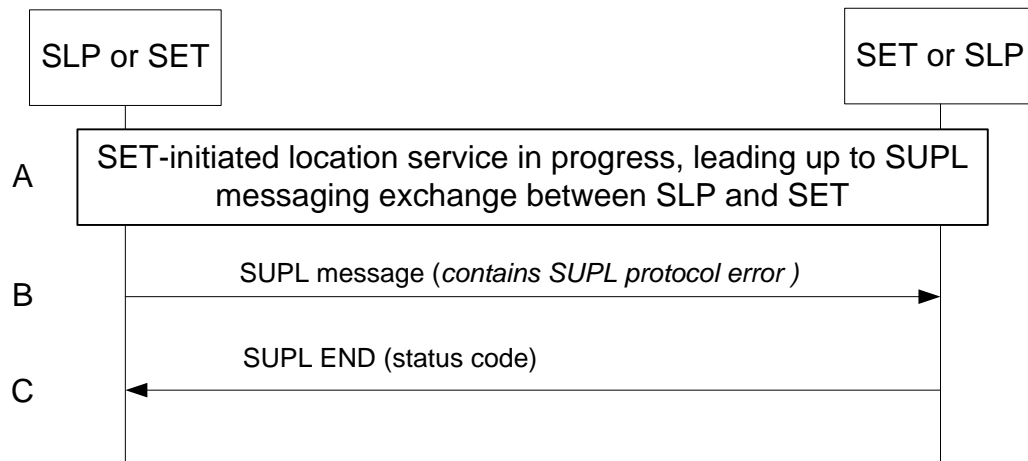 SLP or SET
SET or SLP
A
SET-initiated location service in progress, leading up to SUPL
messaging exchange between SLP and SET
B
SUPL message (contains SUPL protocol error )
C
SUPL END (status code)